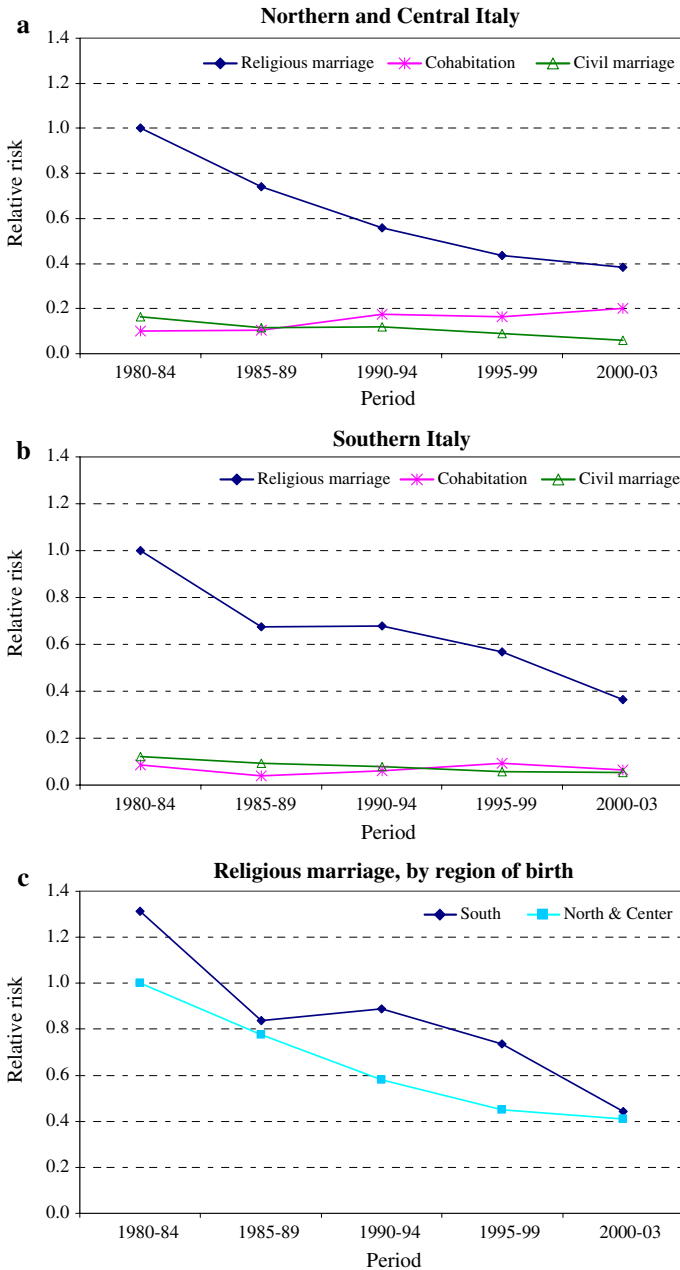 a
Northern and Central Italy
Religious marriage Cohabitation Civil marriage
Relative risk
1.4
1.2
1.0
0.8
0.6
0.4
0.2
0.0
1980-84 1985-89 1990-94 1995-99 2000-03
Period
b
Southern Italy
Religious marriage Cohabitation Civil marriage
Relative risk
1.4
1.2
1.0
0.8
0.6
0.4
0.2
0.0
1980-84 1985-89 1990-94 1995-99 2000-03
Period
c
Religious marriage, by region of birth
South North & Center
Relative risk
1.4
1.2
1.0
0.8
0.6
0.4
0.2
0.0
1980-84 1985-89 1990-94 1995-99 2000-03
Period